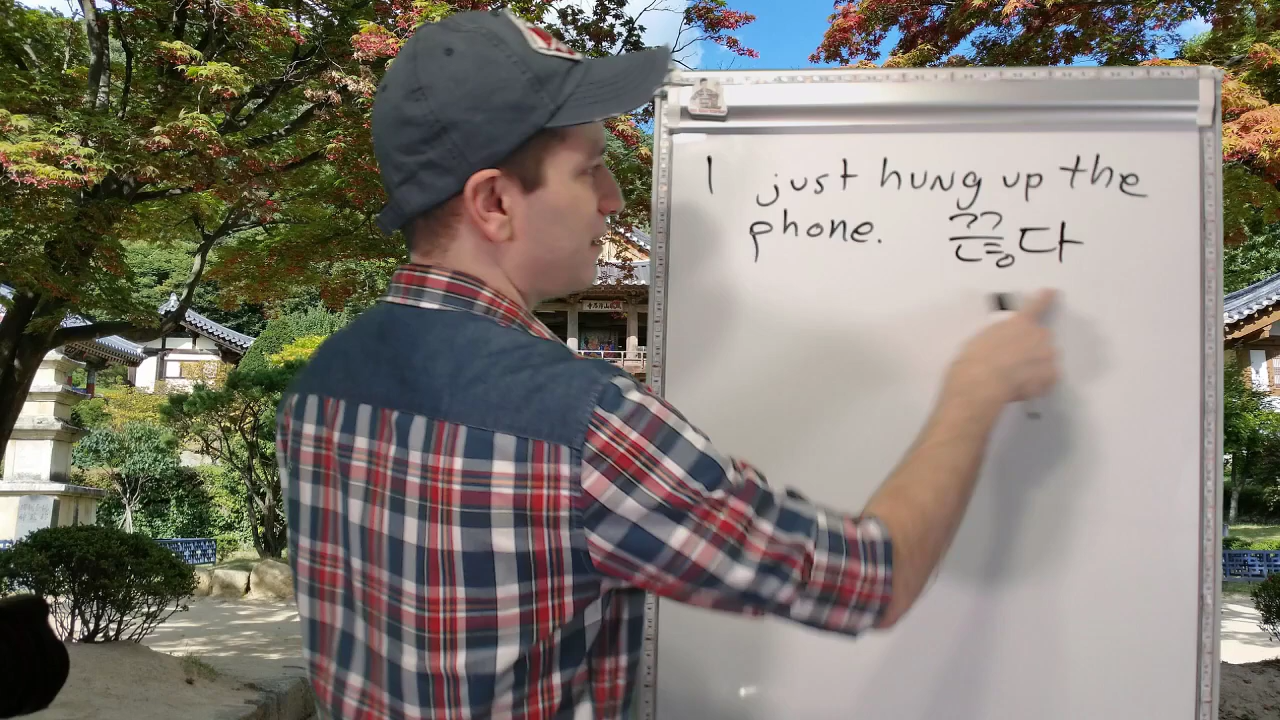 I just hung up the
phone. 끊다